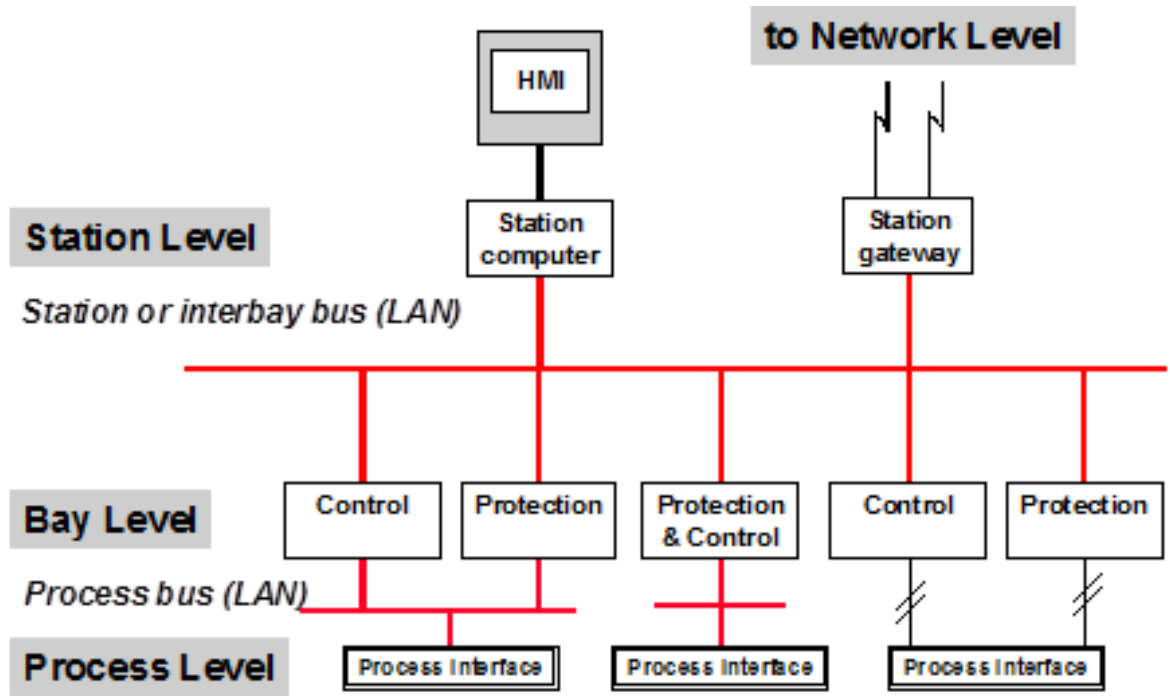 to Network Level
HMI
Station Level
Station
computer
Station
gateway
Station or interbay bus (LAN)
Bay Level
Control
Protection
Protection
& Control
Control
Protection
Process bus (LAN)
Process Level
Process Interface
Process Interface
Process Interface